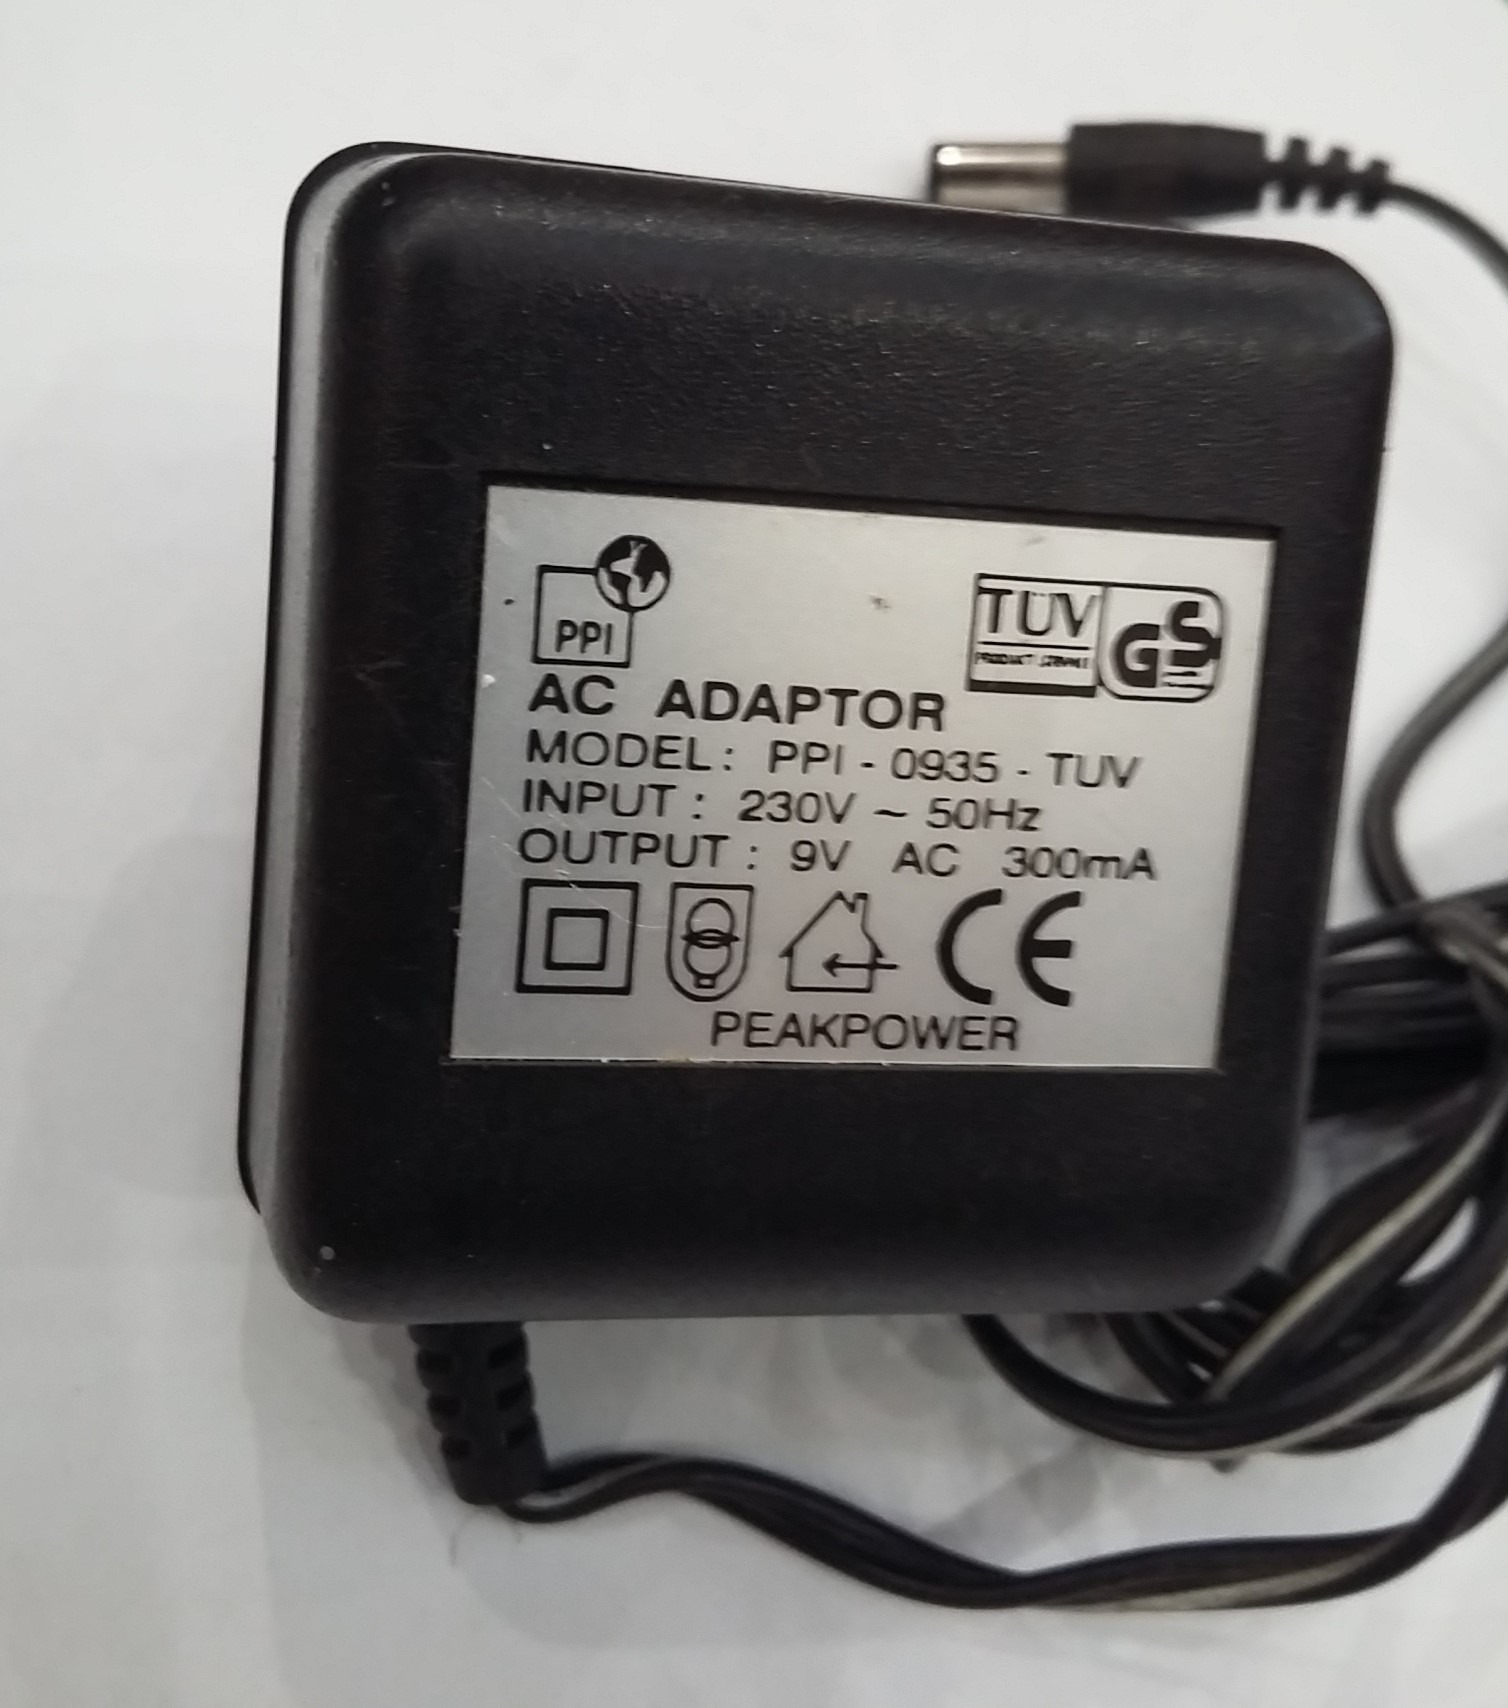 PPI
TÜV
GS
AC ADAPTOR
MODEL: PPI - 0935 - TUV
INPUT : 230V ~ 50Hz
OUTPUT : 9V AC 300mA
CE
PEAKPOWER